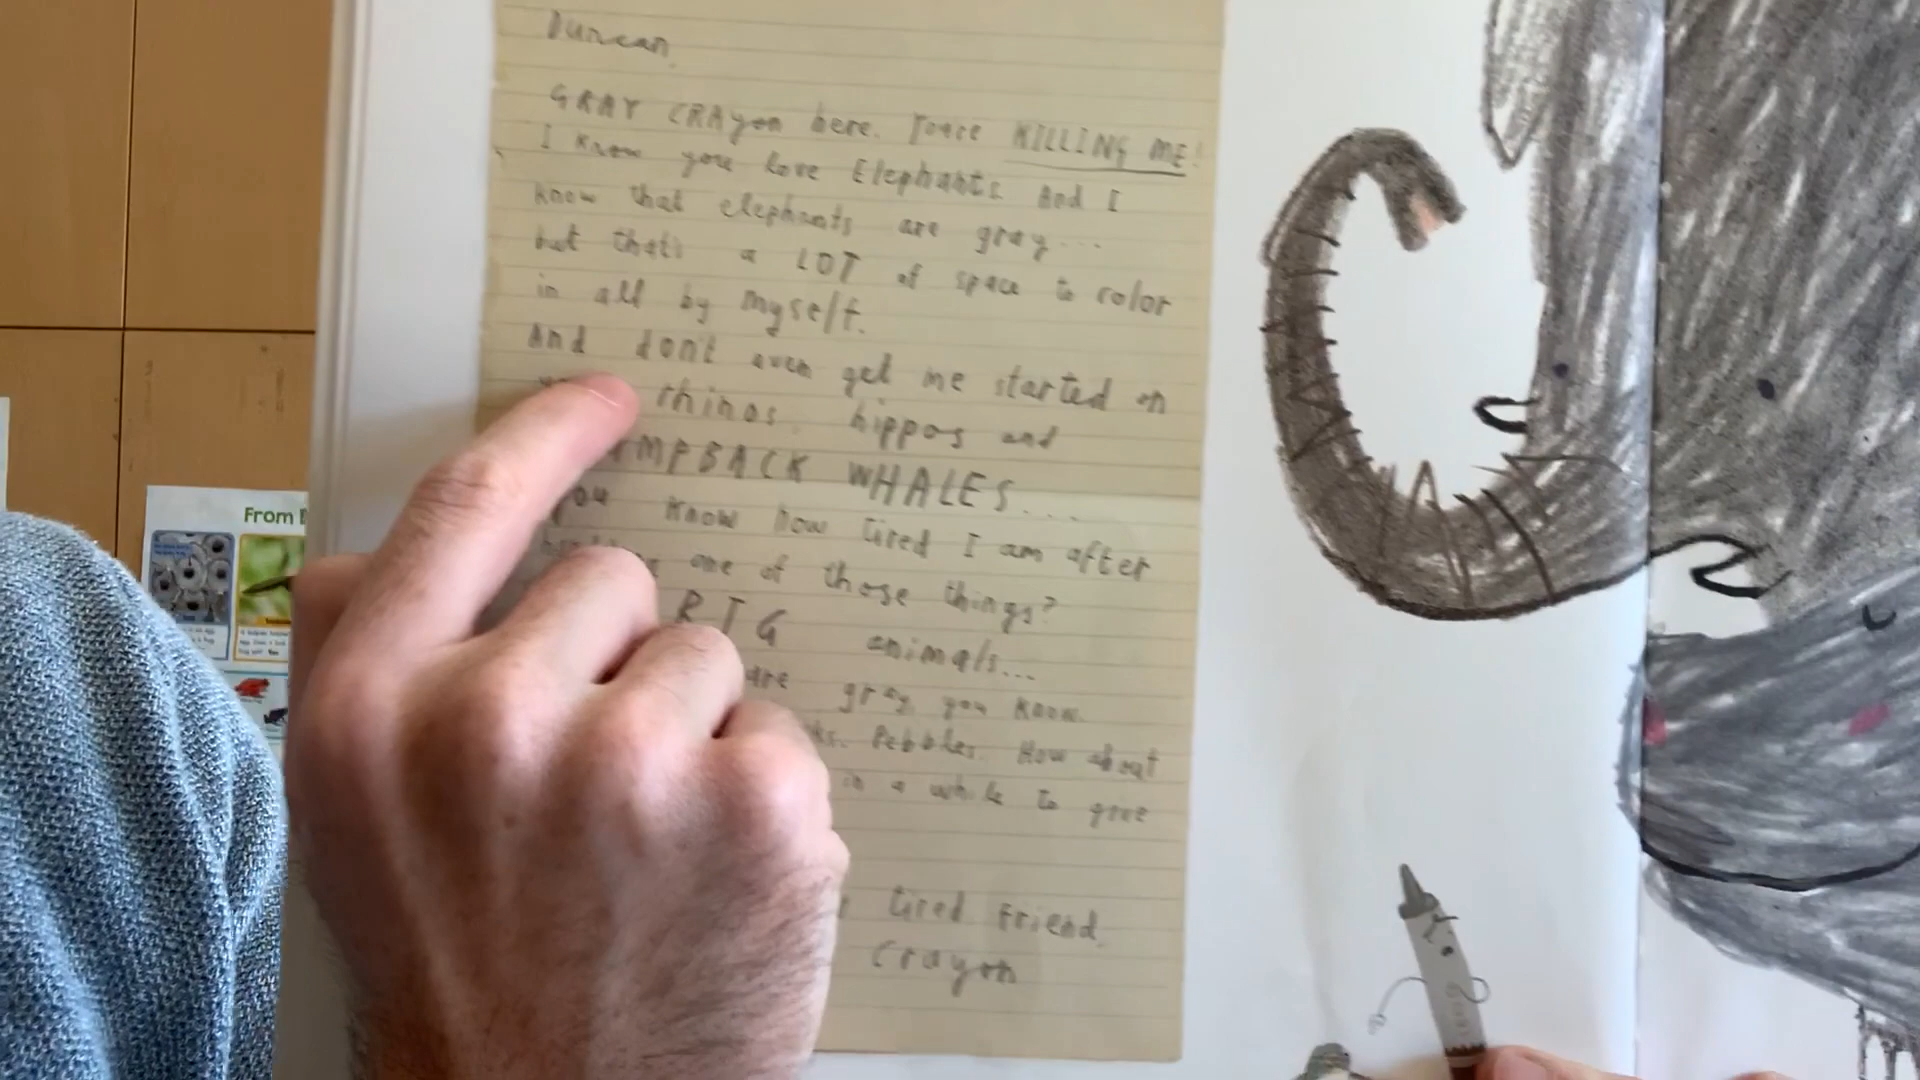 Duncan,
GRAY CRAYon here. You're KILLING ME!
I know you love Elephants. And I
know that elephants are gray...
but that's a LOT of space to color
in all by myself.
And don't even get me started on
rhinos, hippos and
MPBACK WHALES...
you know how tired I am after
one of those things?
BIG animals...
are gray, you know.
Pebbles. How about
in a while to give
tired friend,
Crayon
From